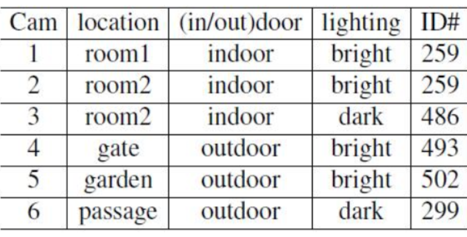 Cam location (in/out)door lighting ID#
1 room1 indoor bright 259
2 room2 indoor bright 259
3 room2 indoor dark 486
4 gate outdoor bright 493
5 garden outdoor bright 502
6 passage outdoor dark 299